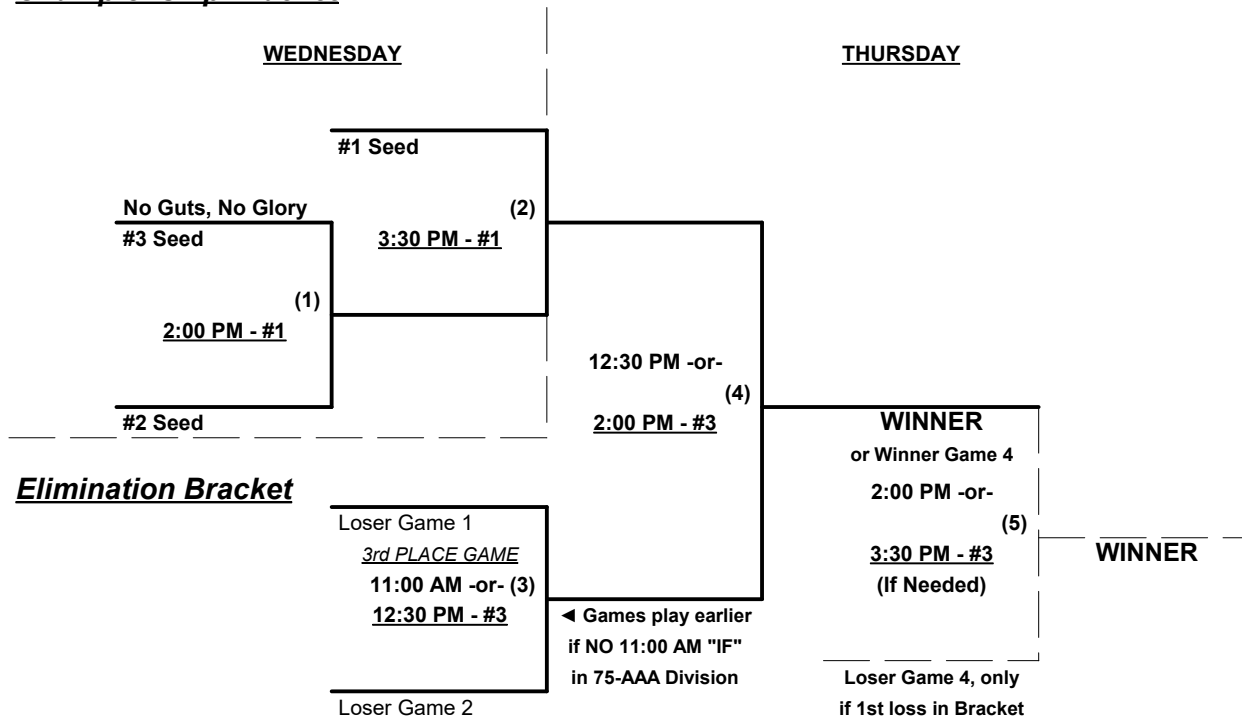 WEDNESDAY
THURSDAY
#1 Seed
No Guts, No Glory
(2)
#3 Seed
3:30 PM - #1
(1)
2:00 PM - #1
12:30 PM -or-
(4)
#2 Seed
2:00 PM - #3
WINNER
or Winner Game 4
Elimination Bracket
2:00 PM -or-
Loser Game 1
(5)
3rd PLACE GAME
3:30 PM - #3
WINNER
11:00 AM -or- (3)
(If Needed)
12:30 PM - #3
◄ Games play earlier
if NO 11:00 AM "IF"
in 75-AAA Division
Loser Game 4, only
Loser Game 2
if 1st loss in Bracket